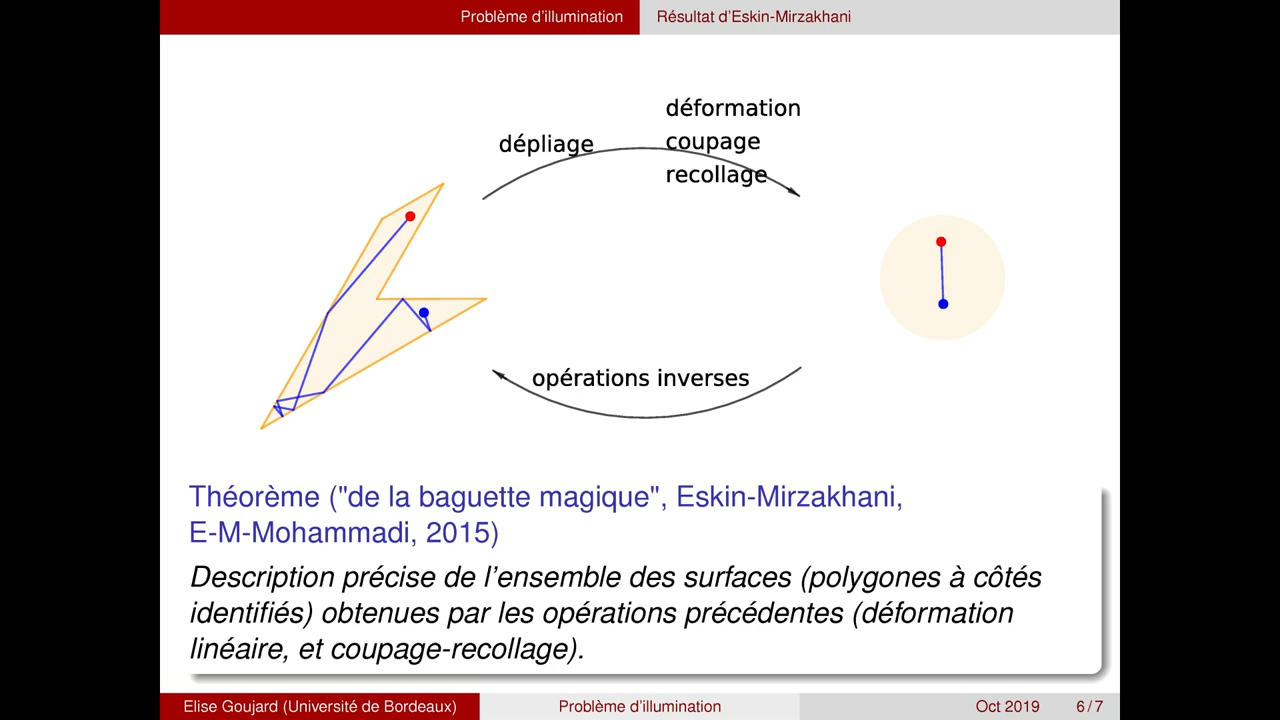 Problème d'illumination
Résultat d'Eskin-Mirzakhani
dépliage
déformation
coupage
recollage
opérations inverses
Théorème ("de la baguette magique", Eskin-Mirzakhani,
E-M-Mohammadi, 2015)
Description précise de l'ensemble des surfaces (polygones à côtés
identifiés) obtenues par les opérations précédentes (déformation
linéaire, et coupage-recollage).
Elise Goujard (Université de Bordeaux)
Problème d'illumination
Oct 2019
6 / 7